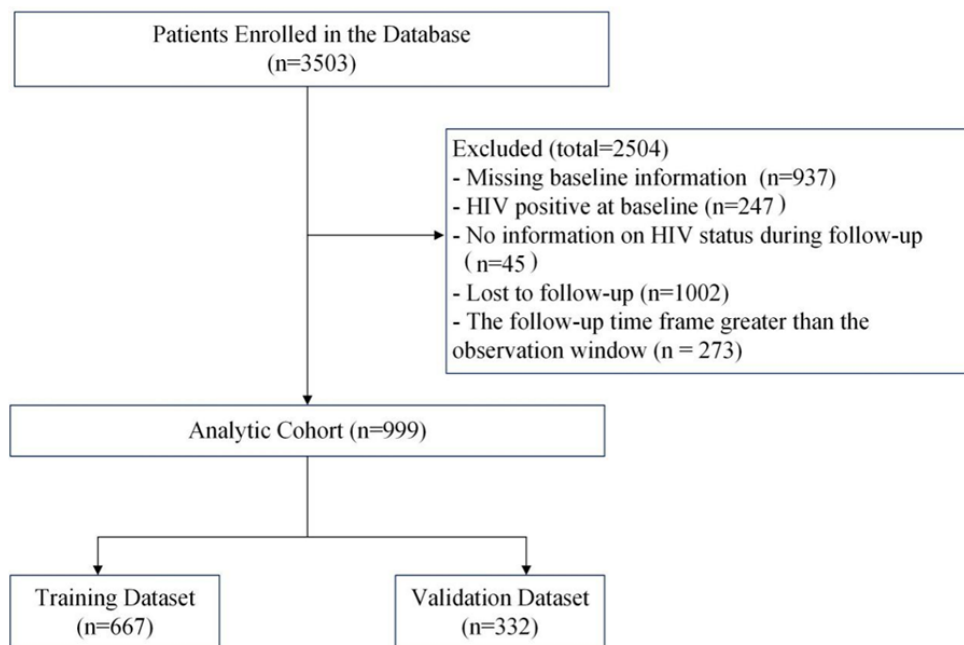 Patients Enrolled in the Database
(n=3503)
Excluded (total=2504)
- Missing baseline information (n=937)
- HIV positive at baseline (n=247)
- No information on HIV status during follow-up
(n=45)
- Lost to follow-up (n=1002)
- The follow-up time frame greater than the
observation window (n = 273)
Analytic Cohort (n=999)
Training Dataset
(n=667)
Validation Dataset
(n=332)